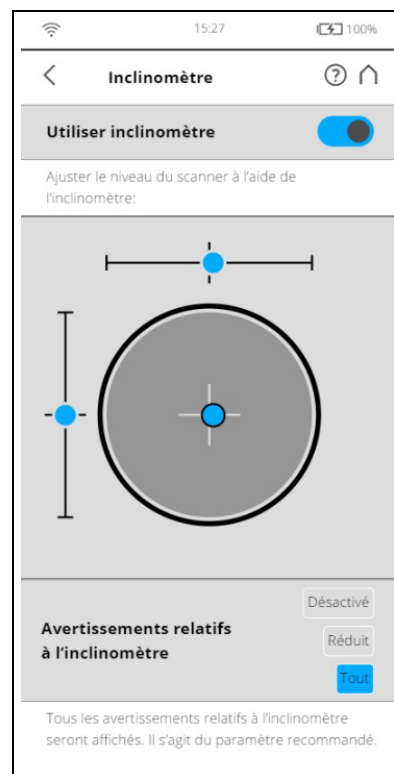 15:27
100%
Inclinomètre
?
Utiliser inclinomètre
Ajuster le niveau du scanner à l'aide de
l'inclinomètre:
Désactivé
Avertissements relatifs
à l'inclinomètre
Réduit
Tout
Tous les avertissements relatifs à l'inclinomètre
seront affichés. Il s'agit du paramètre recommandé.